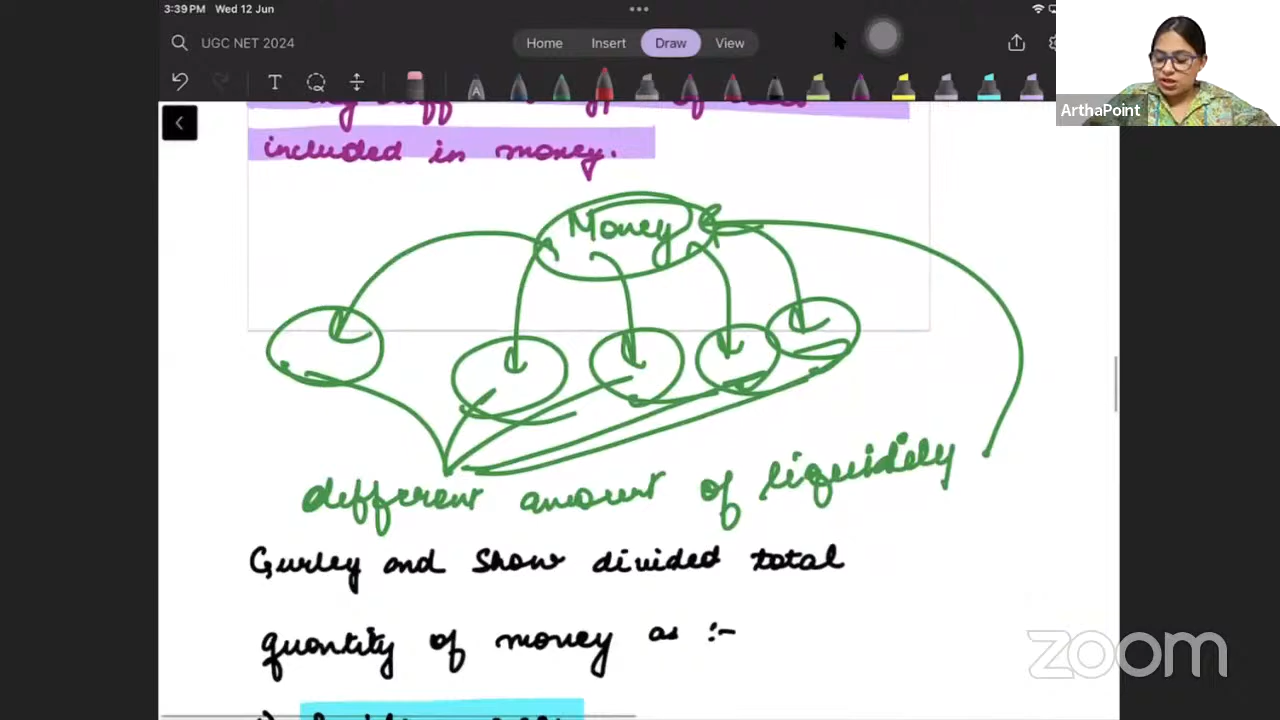 3:39 PM Wed 12 Jun
UGC NET 2024
Home Insert Draw View
ArthaPoint
included in money.
Money
different amount of liquidity
Gurley and Shaw divided total
quantity of money as :-
zoom